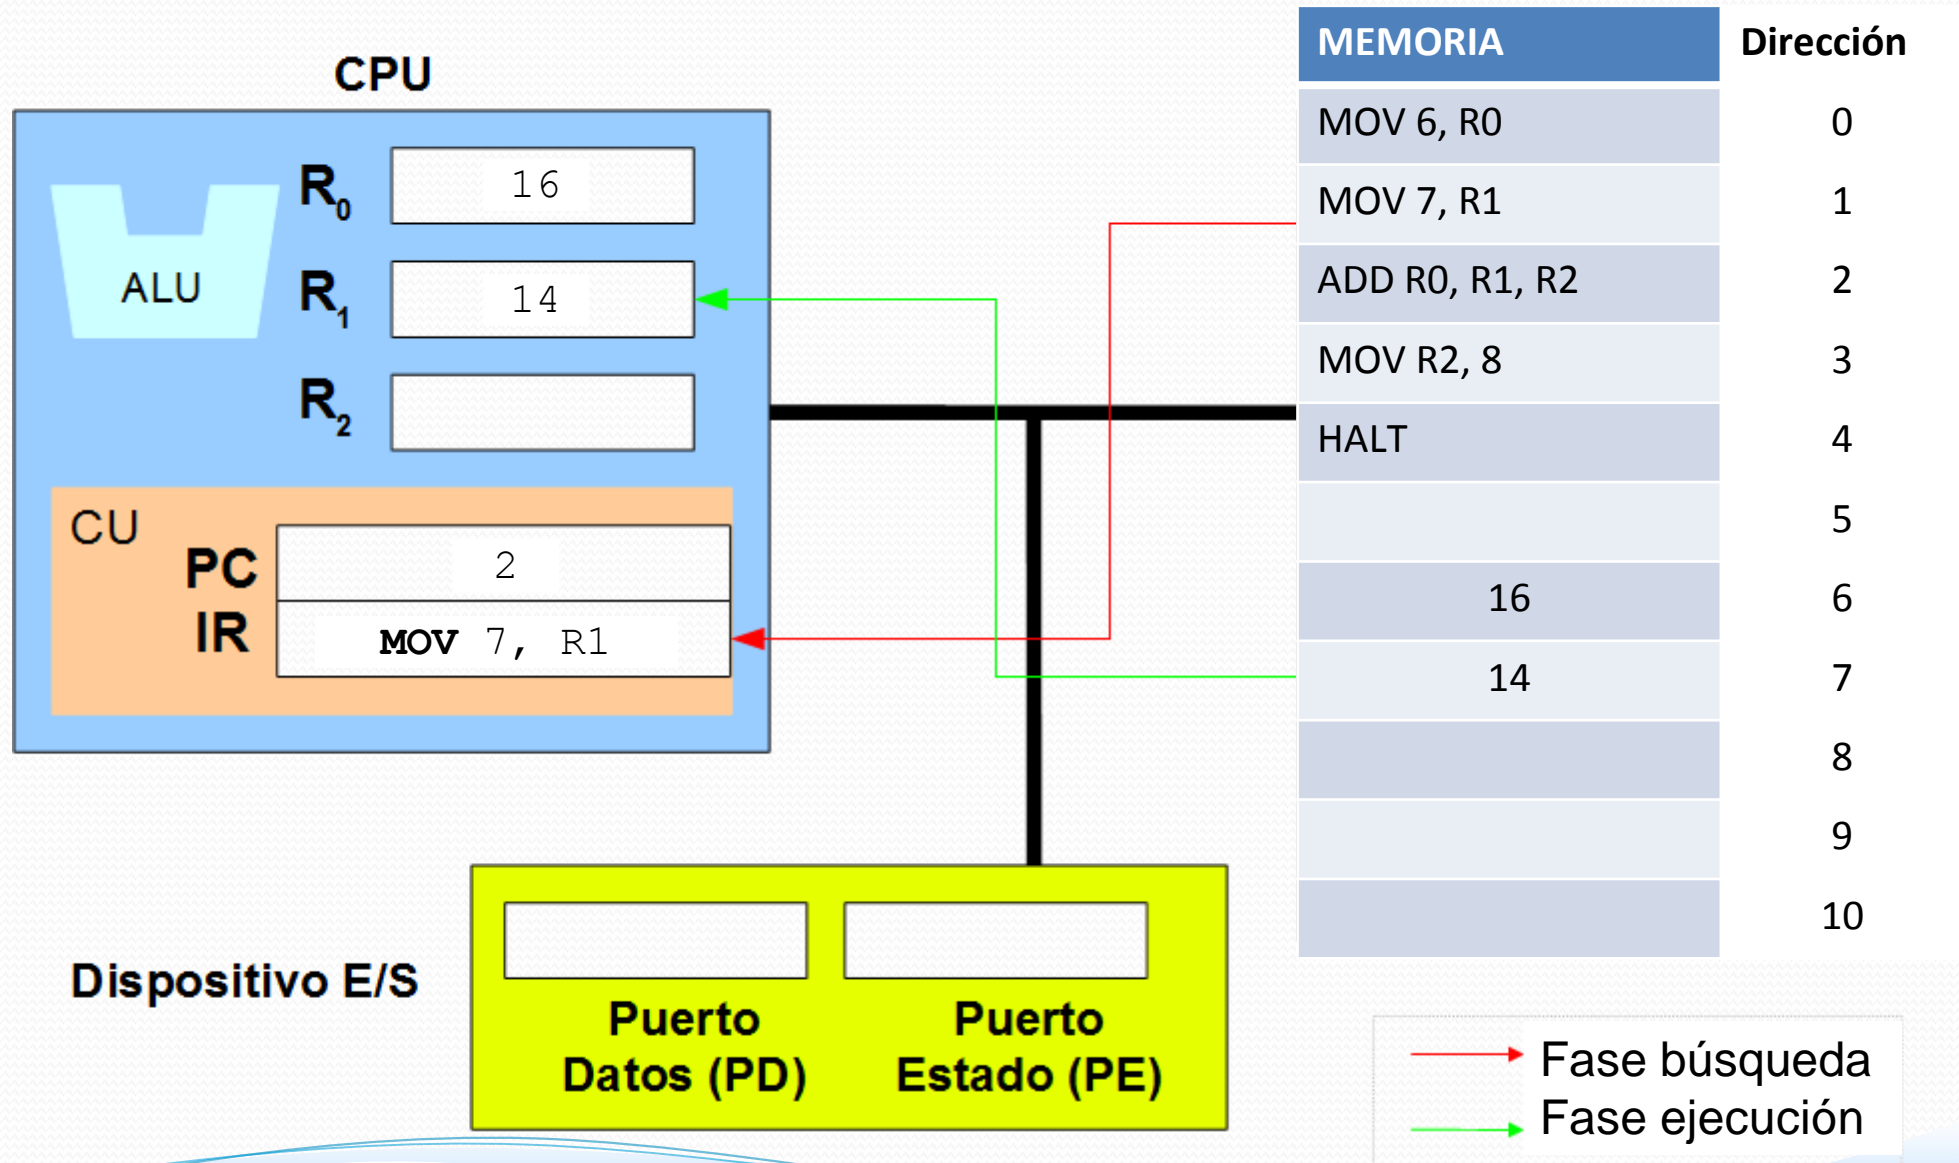 CPU
R0
16
ALU
R1
14
R2
CU
PC
2
IR
MOV 7, R1
MEMORIA Dirección
MOV 6, R0 0
MOV 7, R1 1
ADD R0, R1, R2 2
MOV R2, 8 3
HALT 4
5
16 6
14 7
8
9
10
Dispositivo E/S
Puerto
Datos (PD)
Puerto
Estado (PE)
Fase búsqueda
Fase ejecución